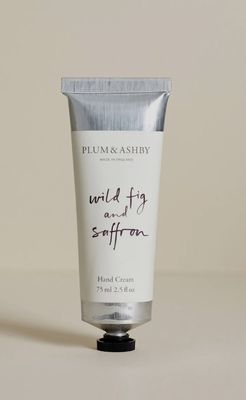 PLUM & ASHBY
MADE IN ENGLAND
wild fig
and
saffron
Hand Cream
75 ml 2.5 fl oz